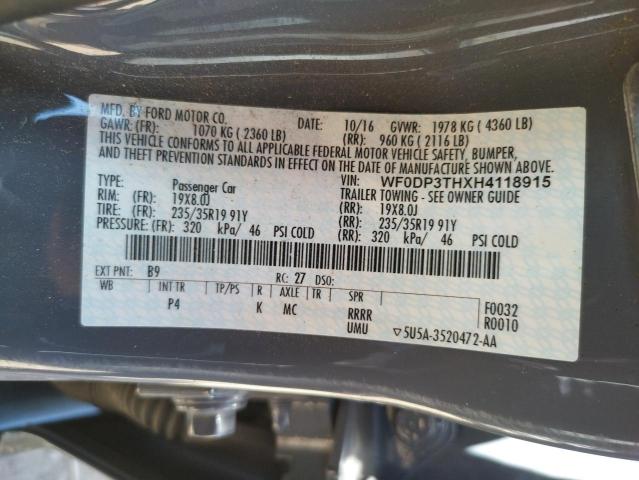 MFD. BY FORD MOTOR CO. DATE: 10/16 GVWR: 1978 KG ( 4360 LB)
GAWR: (FR): 1070 KG ( 2360 LB) (RR): 960 KG ( 2116 LB)
THIS VEHICLE CONFORMS TO ALL APPLICABLE FEDERAL MOTOR VEHICLE SAFETY, BUMPER,
AND THEFT PREVENTION STANDARDS IN EFFECT ON THE DATE OF MANUFACTURE SHOWN ABOVE.
VIN: WF0DP3THXH4118915
TYPE: Passenger Car TRAILER TOWING - SEE OWNER GUIDE
RIM: (FR): 19X8.0J (RR): 19X8.0J
TIRE: (FR): 235/35R19 91Y (RR): 235/35R19 91Y
PRESSURE: (FR): 320 kPa/ 46 PSI COLD (RR): 320 kPa/ 46 PSI COLD
EXT PNT: B9 RC: 27 DSO:
WB INT TR TP/PS R AXLE TR SPR F0032
P4 K MC RRRR R0010
UMU ▽5U5A-3520472-AA